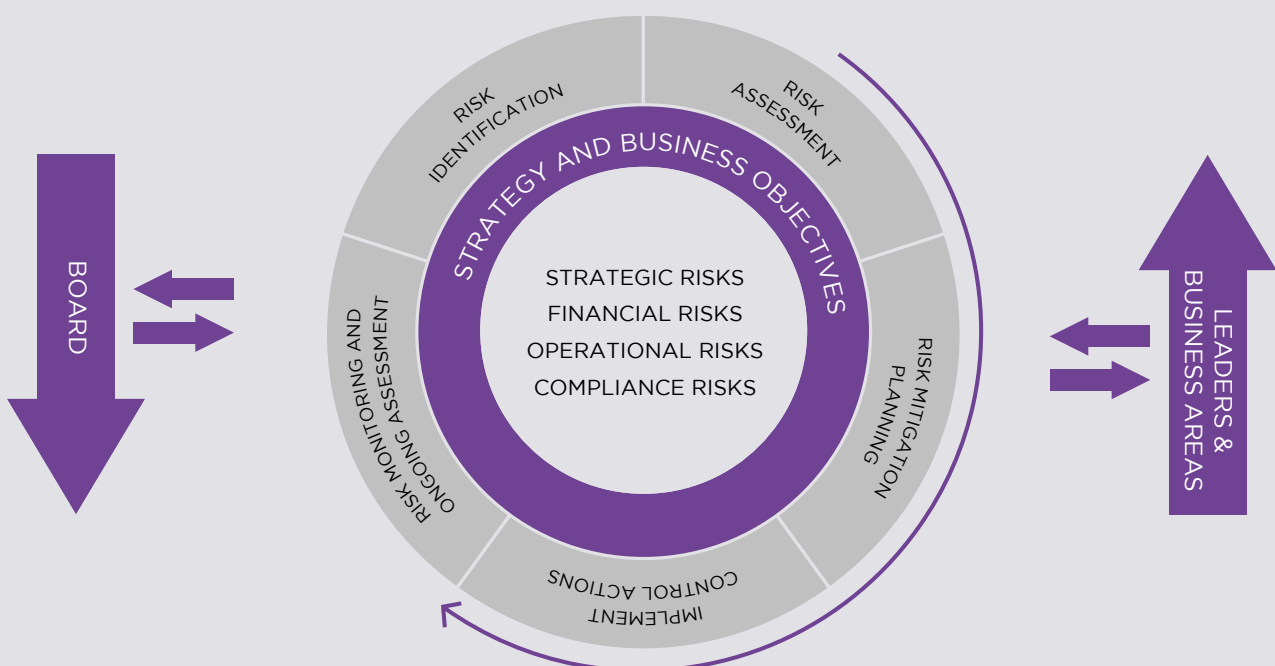 RISK
IDENTIFICATION
RISK
ASSESSMENT
STRATEGY AND BUSINESS OBJECTIVES
STRATEGIC RISKS
FINANCIAL RISKS
OPERATIONAL RISKS
COMPLIANCE RISKS
BOARD
RISK MONITORING AND
ONGOING ASSESSMENT
RISK MITIGATION
PLANNING
LEADERS &
BUSINESS AREAS
IMPLEMENT
CONTROL ACTIONS